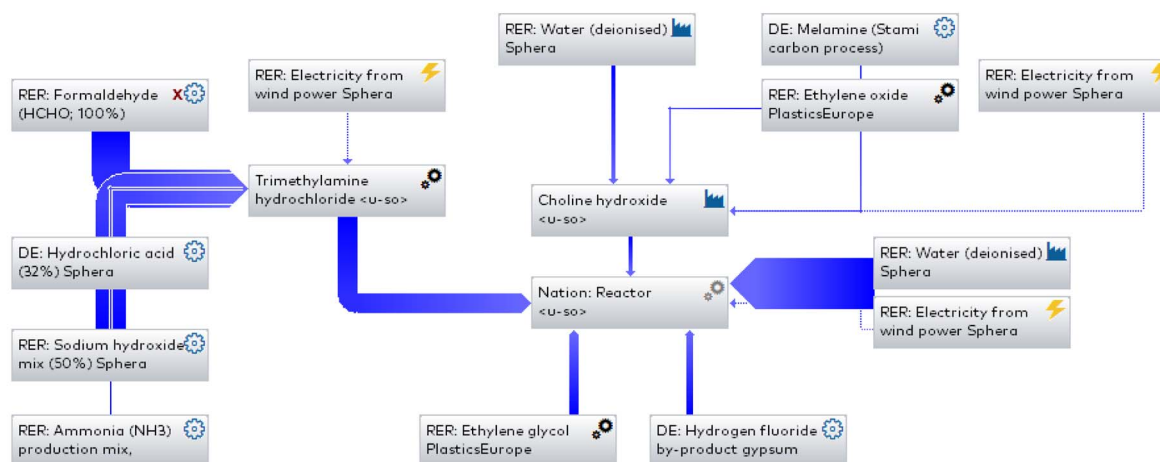 RER: Water (deionised)
Sphera
DE: Melamine (Stami
carbon process)
RER: Formaldehyde
(HCHO; 100%)
X
RER: Electricity from
wind power Sphera
RER: Ethylene oxide
PlasticsEurope
RER: Electricity from
wind power Sphera
Trimethylamine
hydrochloride <u-so>
Choline hydroxide
<u-so>
DE: Hydrochloric acid
(32%) Sphera
RER: Water (deionised)
Sphera
Nation: Reactor
<u-so>
RER: Electricity from
wind power Sphera
RER: Sodium hydroxide
mix (50%) Sphera
RER: Ammonia (NH3)
production mix,
RER: Ethylene glycol
PlasticsEurope
DE: Hydrogen fluoride
by-product gypsum